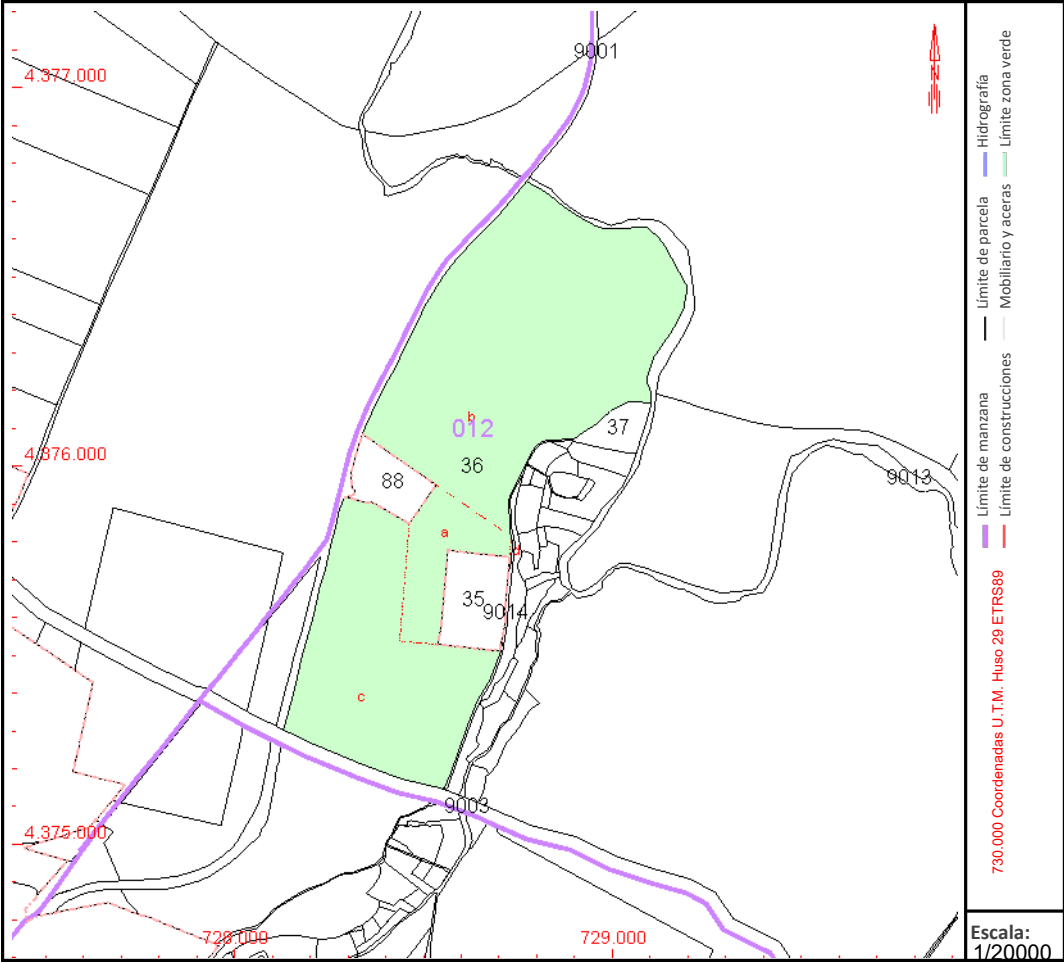 9001
4.377.000
N
37
b
012
4.376.000
36
88
9013
a
d
35
9014
c
9003
4.375.000
728.000
729.000
Límite de manzana
Límite de parcela
Hidrografía
Límite de construcciones
Mobiliario y aceras
Límite zona verde
730.000 Coordenadas U.T.M. Huso 29 ETRS89
Escala:
1/20000